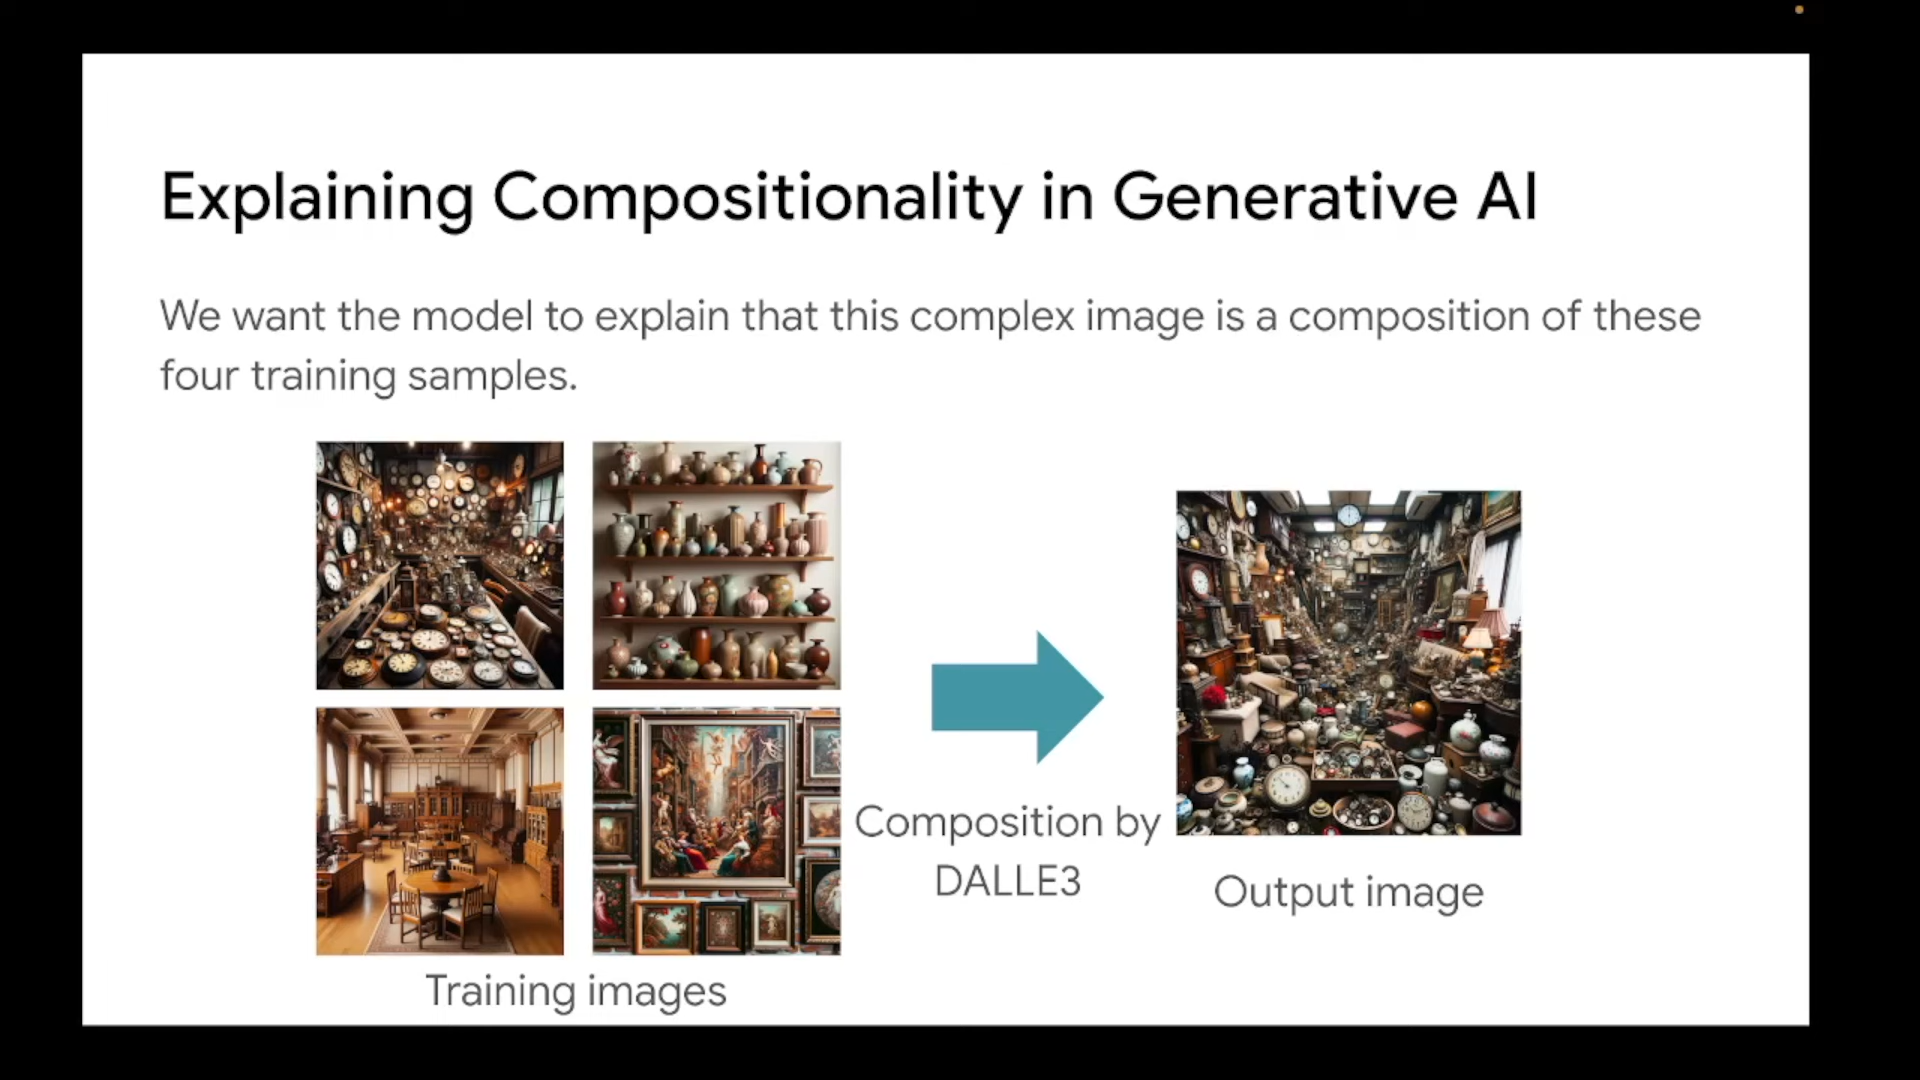 Explaining Compositionality in Generative AI
We want the model to explain that this complex image is a composition of these
four training samples.
Composition by
DALLE3
Output image
Training images